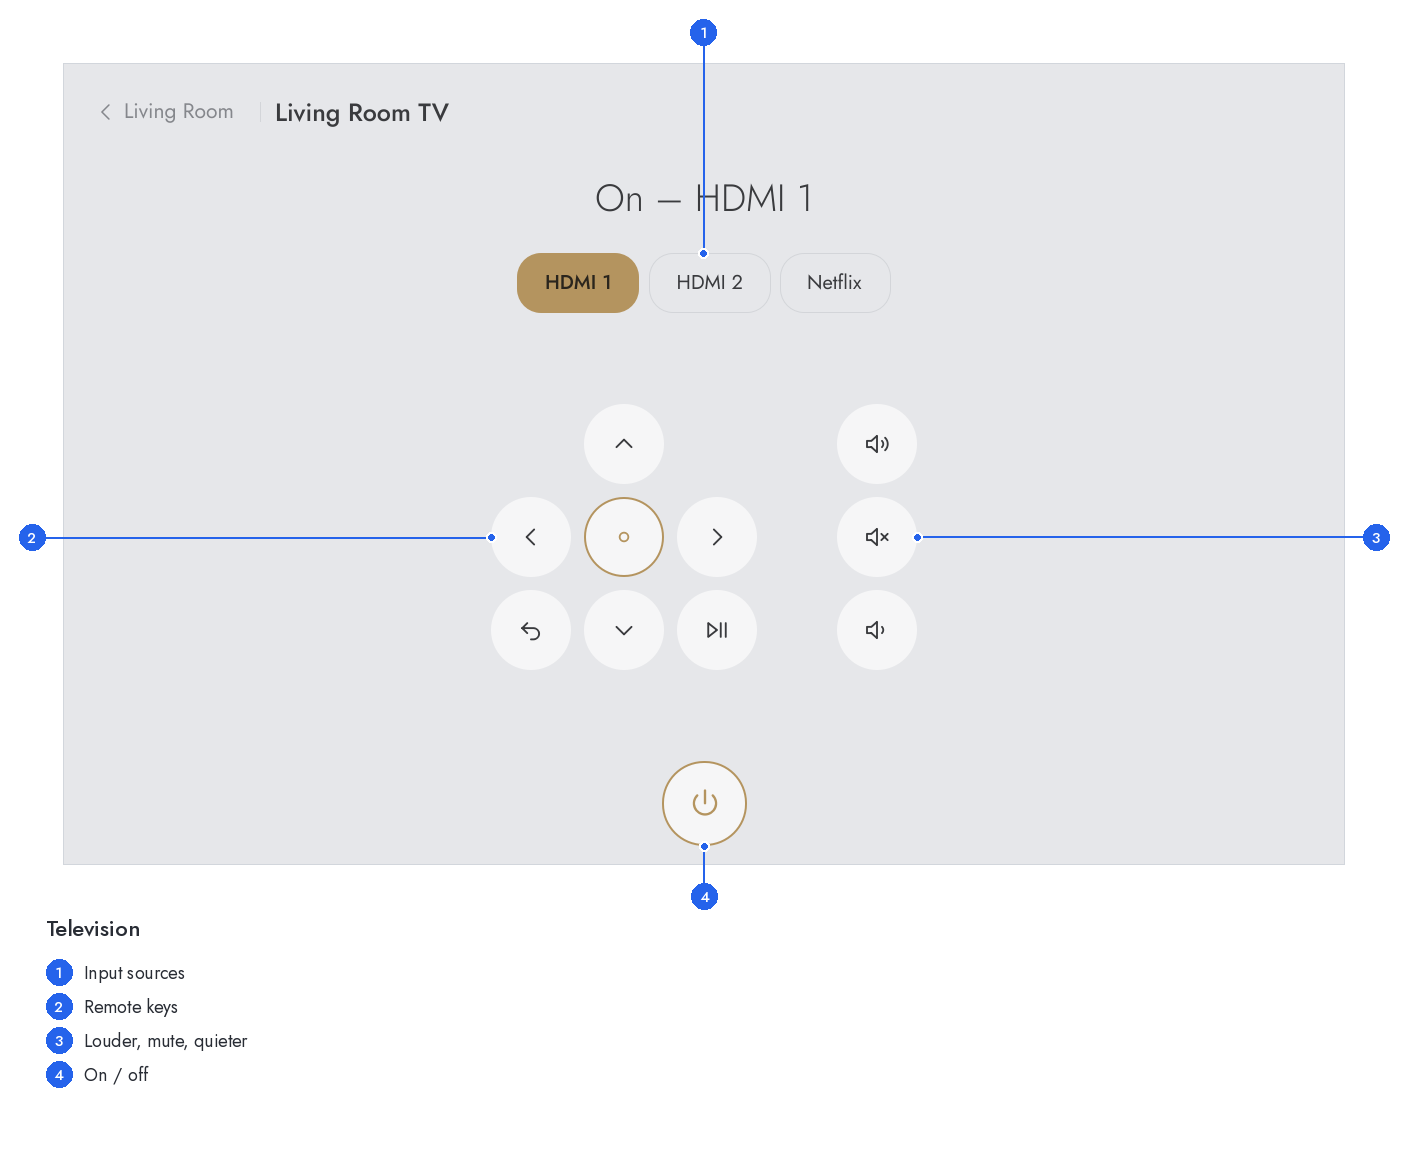 1
Living Room
Living Room TV
On – HDMI 1
HDMI 1
HDMI 2
Netflix
2
3
4
Television
1 Input sources
2 Remote keys
3 Louder, mute, quieter
4 On / off